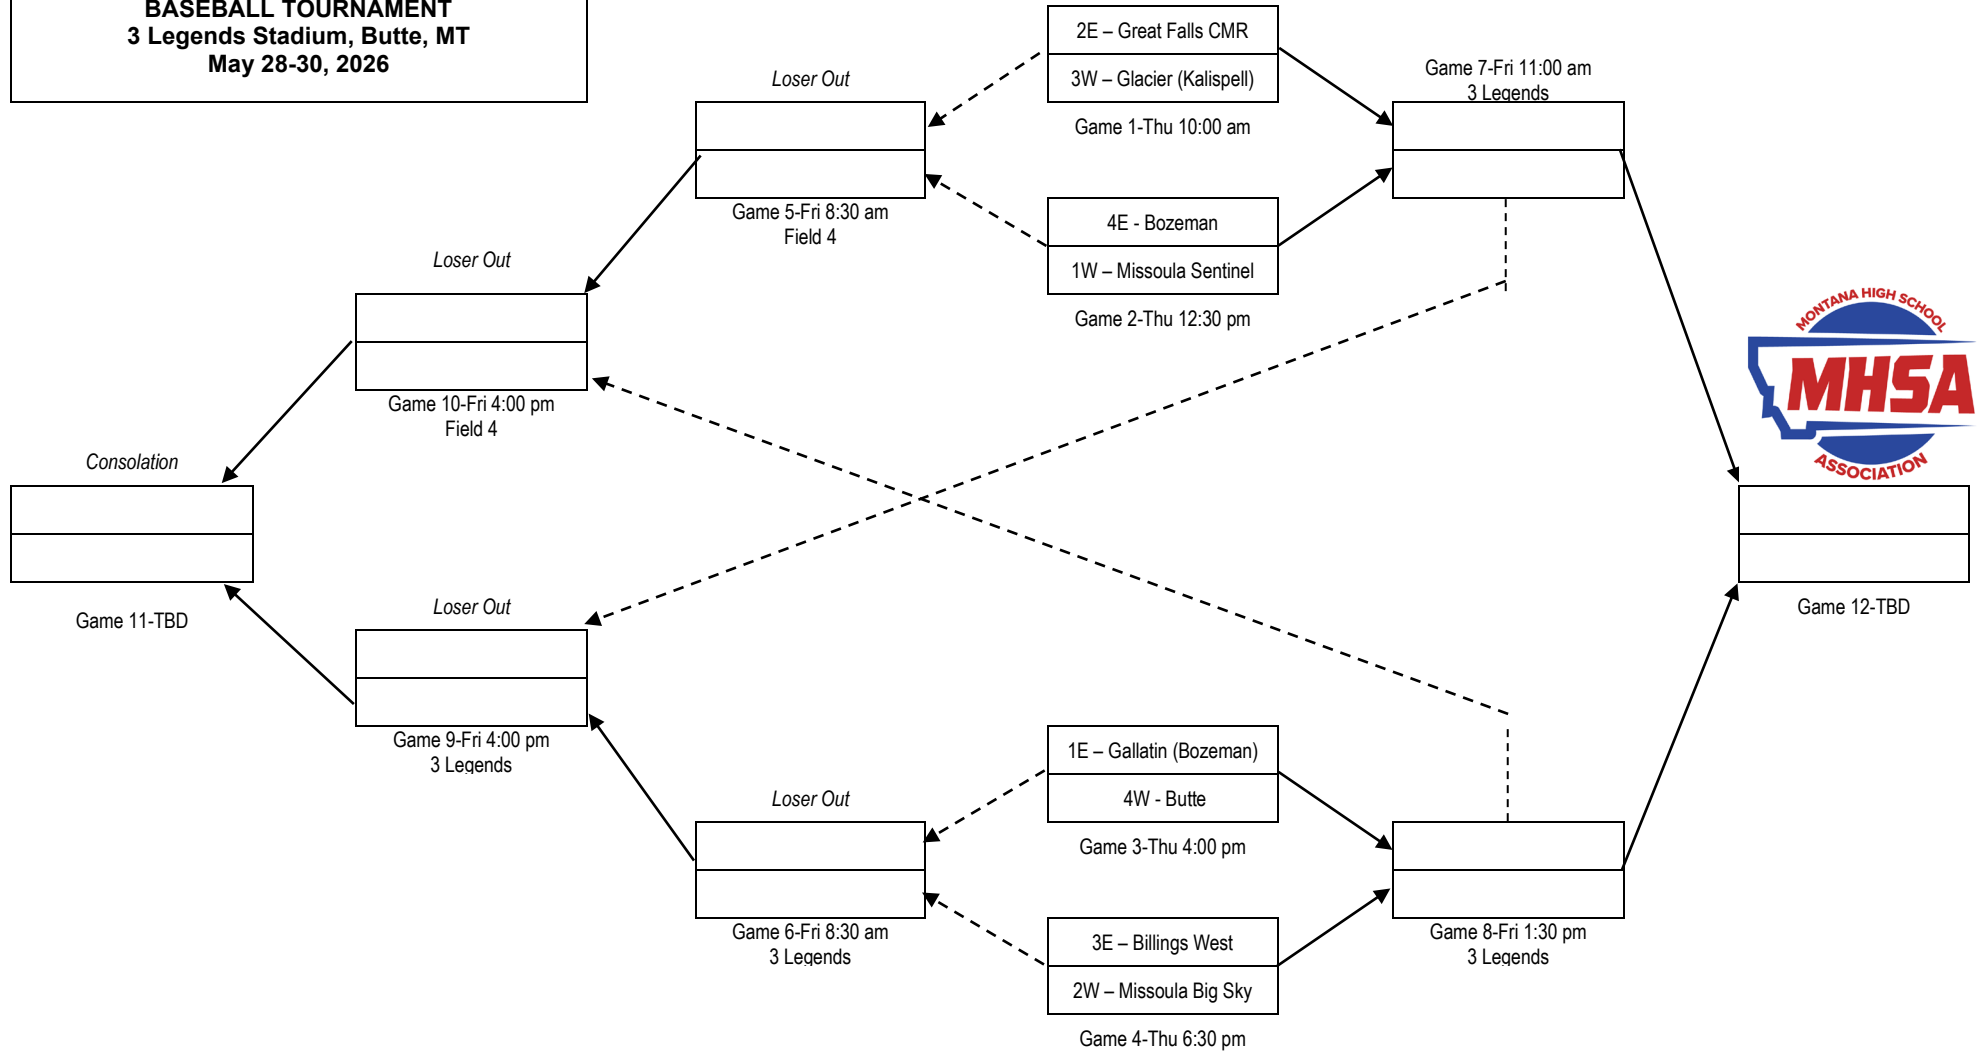 BASEBALL TOURNAMENT
3 Legends Stadium, Butte, MT
May 28-30, 2026
2E – Great Falls CMR
3W – Glacier (Kalispell)
Game 1-Thu 10:00 am
Loser Out
Game 7-Fri 11:00 am
3 Legends
Game 5-Fri 8:30 am
Field 4
4E - Bozeman
1W – Missoula Sentinel
Game 2-Thu 12:30 pm
Loser Out
Game 10-Fri 4:00 pm
Field 4
MONTANA HIGH SCHOOL
MHSA
ASSOCIATION
Consolation
Game 11-TBD
Game 12-TBD
Loser Out
Game 9-Fri 4:00 pm
3 Legends
1E – Gallatin (Bozeman)
4W - Butte
Game 3-Thu 4:00 pm
Loser Out
Game 6-Fri 8:30 am
3 Legends
3E – Billings West
2W – Missoula Big Sky
Game 4-Thu 6:30 pm
Game 8-Fri 1:30 pm
3 Legends